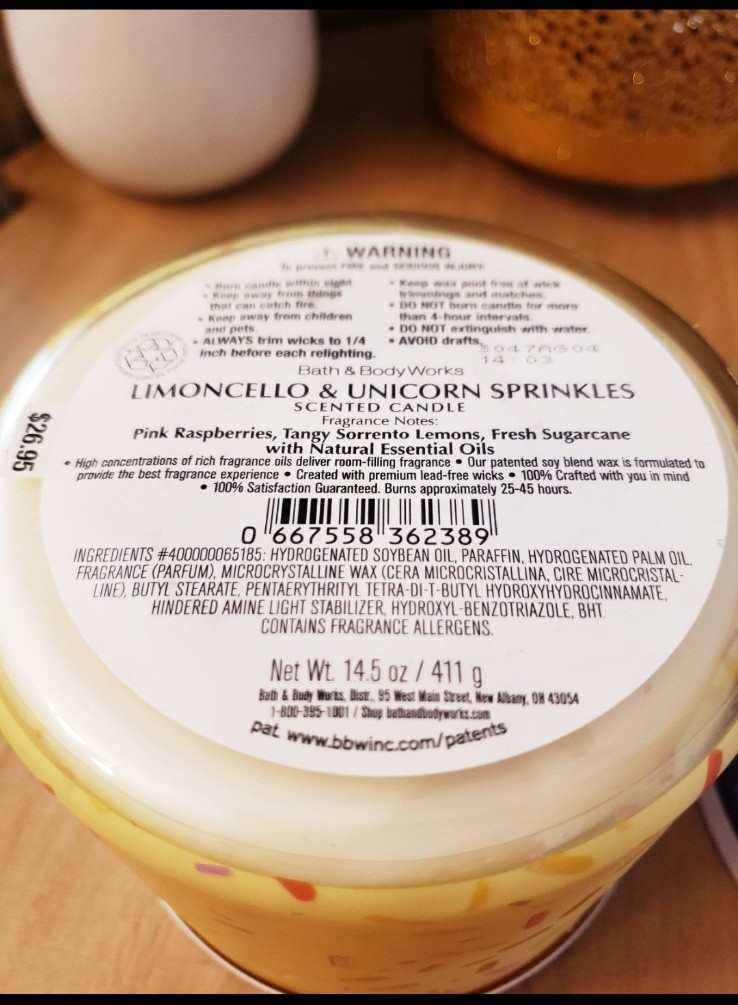 WARNING
To prevent FIRE and SERIOUS INJURY:
• Burn candle within sight.
• Keep away from things
that can catch fire.
• Keep away from children
and pets.
• ALWAYS trim wicks to 1/4
inch before each relighting.
• Keep wax pool free of wick
trimmings and matches.
• DO NOT burn candle for more
than 4-hour intervals.
• DO NOT extinguish with water.
• AVOID drafts.
14:03
Bath & Body Works
LIMONCELLO & UNICORN SPRINKLES
SCENTED CANDLE
Fragrance Notes:
Pink Raspberries, Tangy Sorrento Lemons, Fresh Sugarcane
with Natural Essential Oils
• High concentrations of rich fragrance oils deliver room-filling fragrance • Our patented soy blend wax is formulated to
provide the best fragrance experience • Created with premium lead-free wicks • 100% Crafted with you in mind
• 100% Satisfaction Guaranteed. Burns approximately 25-45 hours.
$26.95
0 667558 362389
INGREDIENTS #400000065185: HYDROGENATED SOYBEAN OIL, PARAFFIN, HYDROGENATED PALM OIL,
FRAGRANCE (PARFUM), MICROCRYSTALLINE WAX (CERA MICROCRISTALLINA, CIRE MICROCRISTAL-
LINE), BUTYL STEARATE, PENTAERYTHRITYL TETRA-DI-T-BUTYL HYDROXYHYDROCINNAMATE,
HINDERED AMINE LIGHT STABILIZER, HYDROXYL-BENZOTRIAZOLE, BHT.
CONTAINS FRAGRANCE ALLERGENS.
Net Wt. 14.5 oz / 411 g
Bath & Body Works, Distr., 95 West Main Street, New Albany, OH 43054
1-800-395-1001 / Shop bathandbodyworks.com
pat. www.bbwinc.com/patents